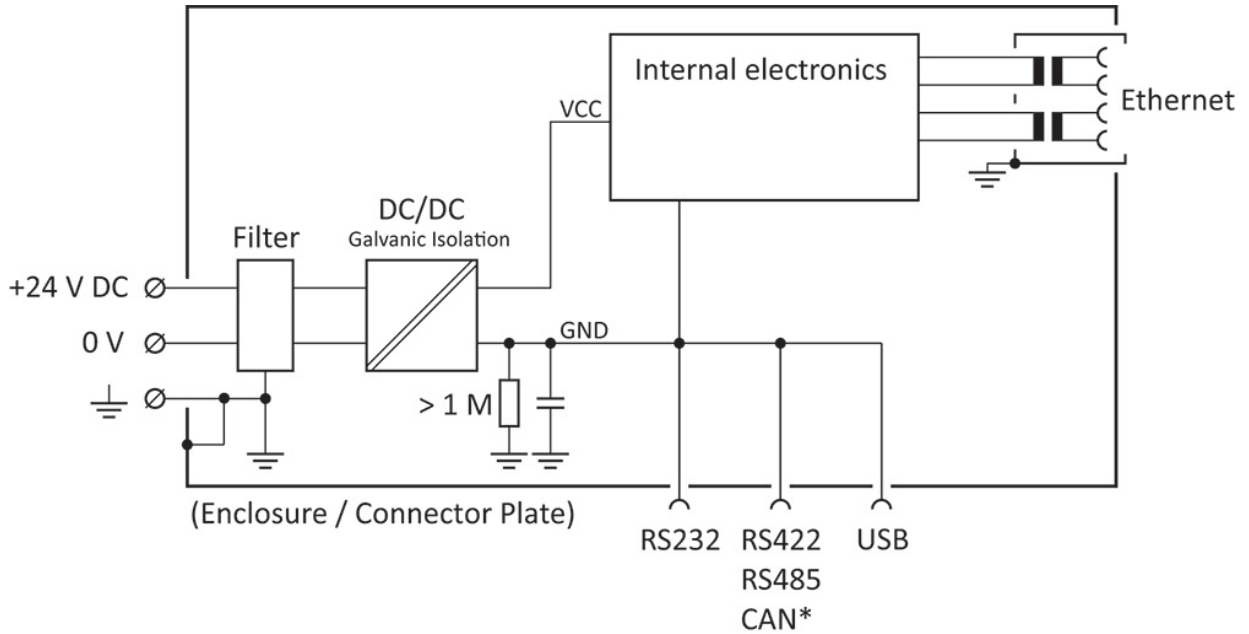 Internal electronics
Ethernet
VCC
DC/DC
Galvanic Isolation
Filter
+24 V DC
0 V
GND
> 1 M
(Enclosure / Connector Plate)
RS232
RS422
USB
RS485
CAN*